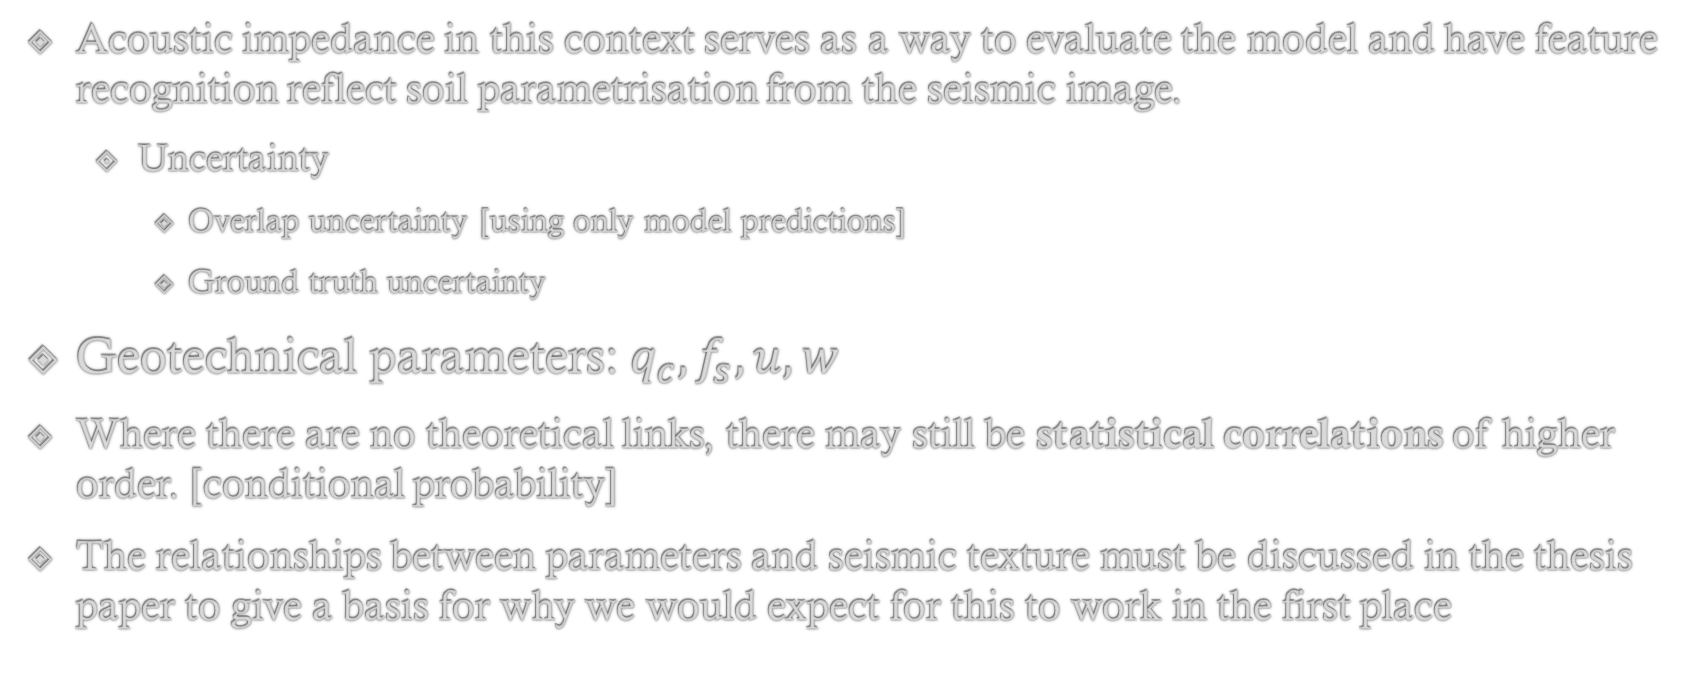 Acoustic impedance in this context serves as a way to evaluate the model and have feature
recognition reflect soil parametrisation from the seismic image.
Uncertainty
Overlap uncertainty [using only model predictions]
Ground truth uncertainty
Geotechnical parameters: q_c, f_s, u, w
Where there are no theoretical links, there may still be statistical correlations of higher
order. [conditional probability]
The relationships between parameters and seismic texture must be discussed in the thesis
paper to give a basis for why we would expect for this to work in the first place